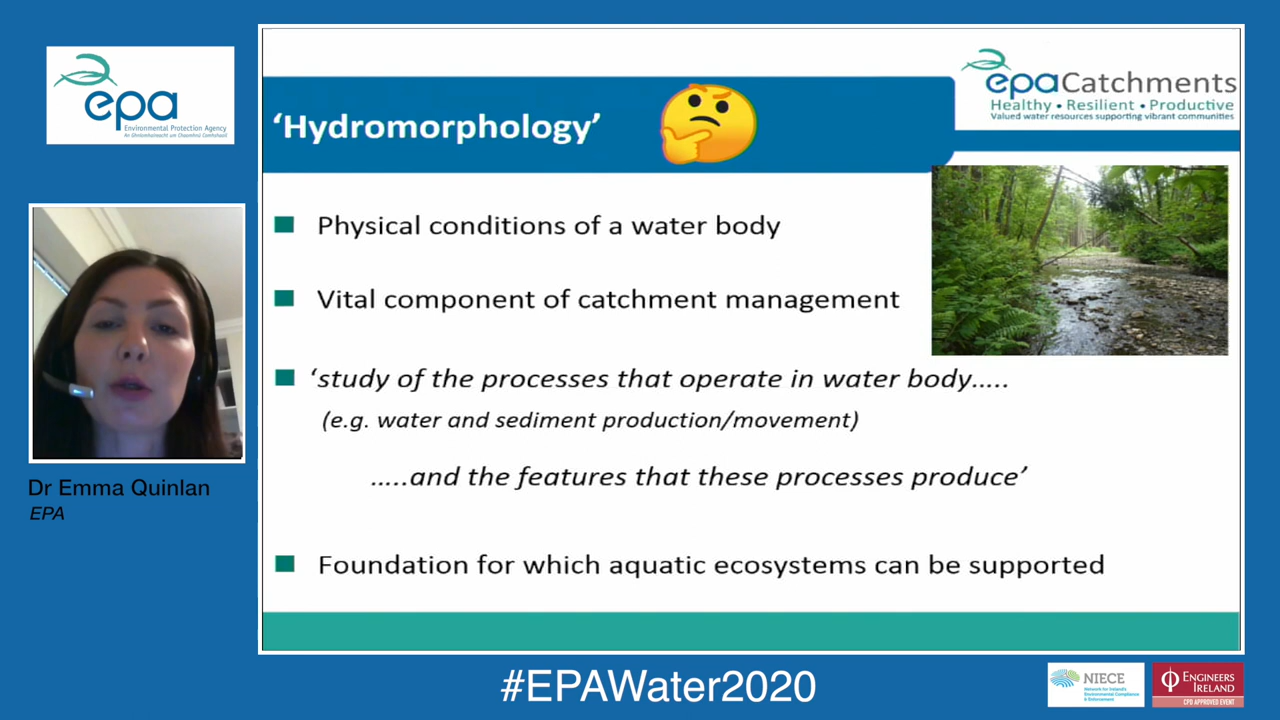 epa
Environmental Protection Agency
An Ghníomhaireacht um Chaomhnú Comhshaoil
Dr Emma Quinlan
EPA
‘Hydromorphology’
epaCatchments
Healthy • Resilient • Productive
Valued water resources supporting vibrant communities
Physical conditions of a water body
Vital component of catchment management
‘study of the processes that operate in water body.....
(e.g. water and sediment production/movement)
.....and the features that these processes produce’
Foundation for which aquatic ecosystems can be supported
#EPAWater2020
NIECE
Network for Ireland's
Environmental Compliance
& Enforcement
ENGINEERS
IRELAND
CPD APPROVED EVENT